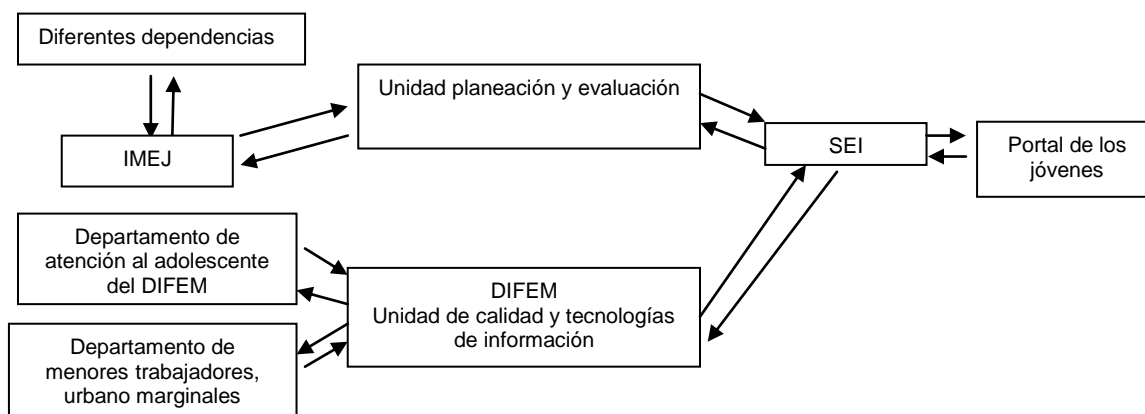 Diferentes dependencias
Unidad planeación y evaluación
IMEJ
SEI
Portal de los
jóvenes
Departamento de
atención al adolescente
del DIFEM
DIFEM
Unidad de calidad y tecnologías
de información
Departamento de
menores trabajadores,
urbano marginales